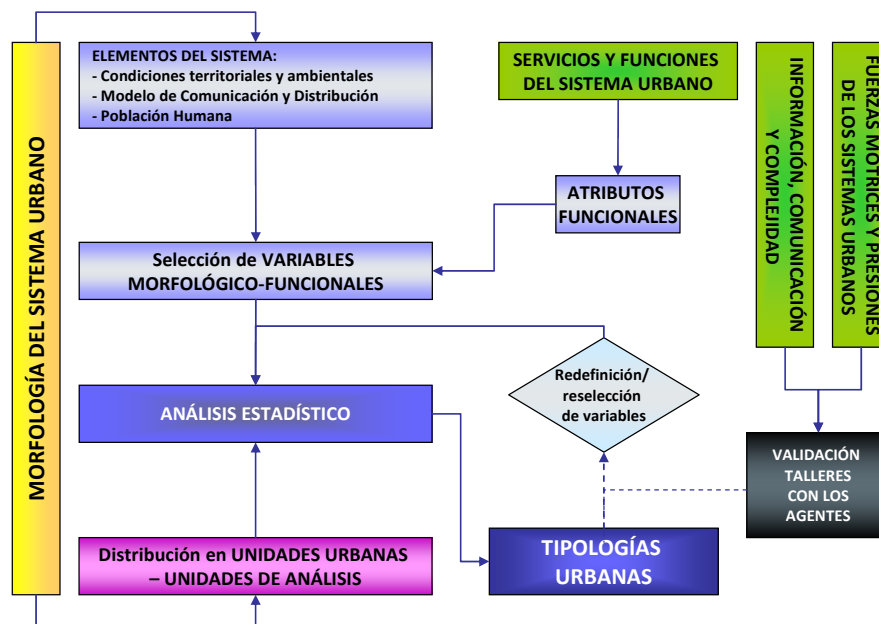 MORFOLOGÍA DEL SISTEMA URBANO
ELEMENTOS DEL SISTEMA:
- Condiciones territoriales y ambientales
- Modelo de Comunicación y Distribución
- Población Humana
SERVICIOS Y FUNCIONES
DEL SISTEMA URBANO
INFORMACIÓN, COMUNICACIÓN
Y COMPLEJIDAD
FUERZAS MOTRICES Y PRESIONES
DE LOS SISTEMAS URBANOS
ATRIBUTOS
FUNCIONALES
Selección de VARIABLES
MORFOLÓGICO-FUNCIONALES
Redefinición/
reselección
de variables
ANÁLISIS ESTADÍSTICO
VALIDACIÓN
TALLERES
CON LOS
AGENTES
Distribución en UNIDADES URBANAS
– UNIDADES DE ANÁLISIS
TIPOLOGÍAS
URBANAS